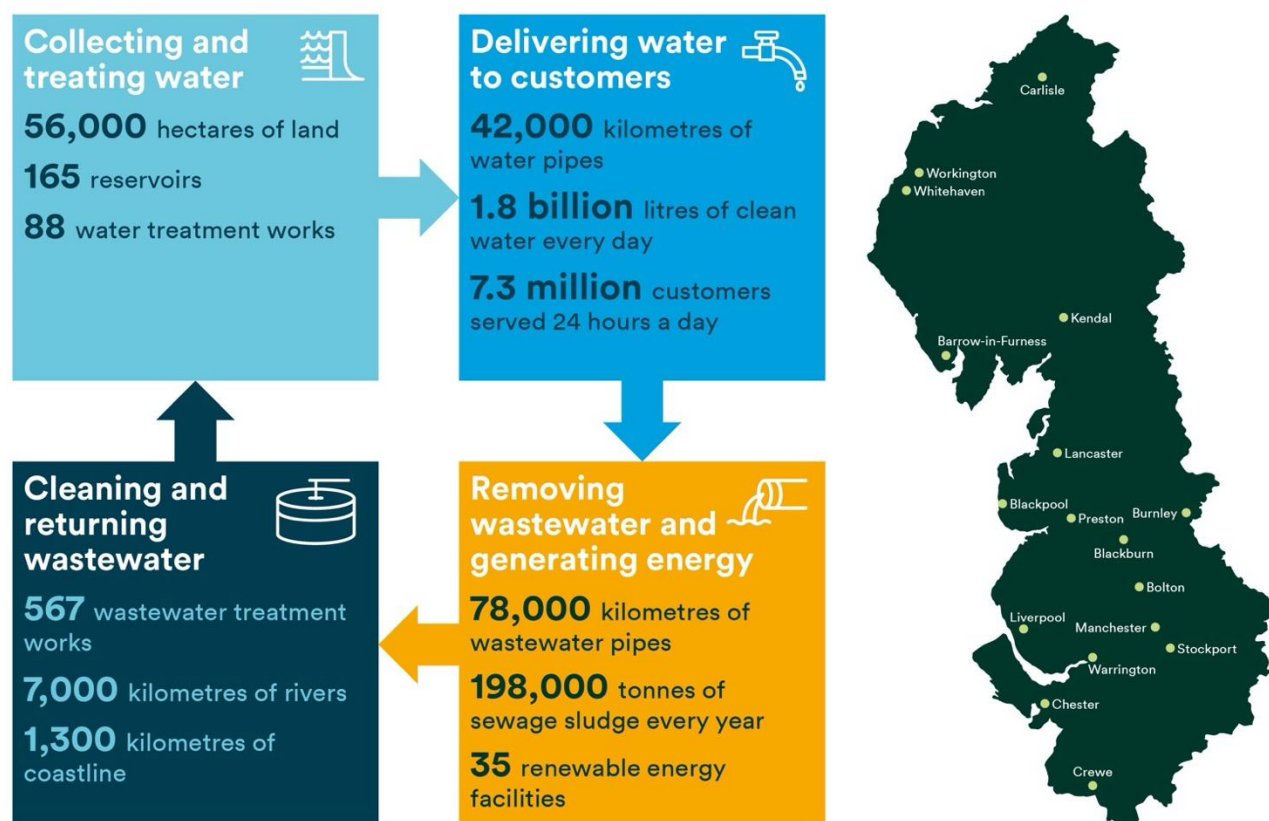 Collecting and
treating water
56,000 hectares of land
165 reservoirs
88 water treatment works
Delivering water
to customers
42,000 kilometres of
water pipes
1.8 billion litres of clean
water every day
7.3 million customers
served 24 hours a day
Removing
wastewater and
generating energy
78,000 kilometres of
wastewater pipes
198,000 tonnes of
sewage sludge every year
35 renewable energy
facilities
Cleaning and
returning
wastewater
567 wastewater treatment
works
7,000 kilometres of rivers
1,300 kilometres of
coastline
Carlisle
Workington
Whitehaven
Kendal
Barrow-in-Furness
Lancaster
Blackpool
Preston
Burnley
Blackburn
Bolton
Liverpool
Manchester
Stockport
Warrington
Chester
Crewe